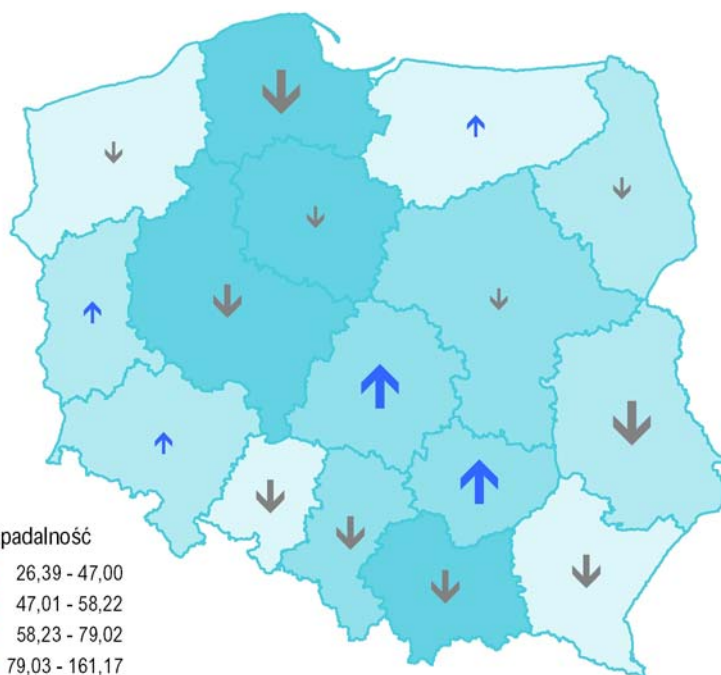 padalność
26,39 - 47,00
47,01 - 58,22
58,23 - 79,02
79,03 - 161,17